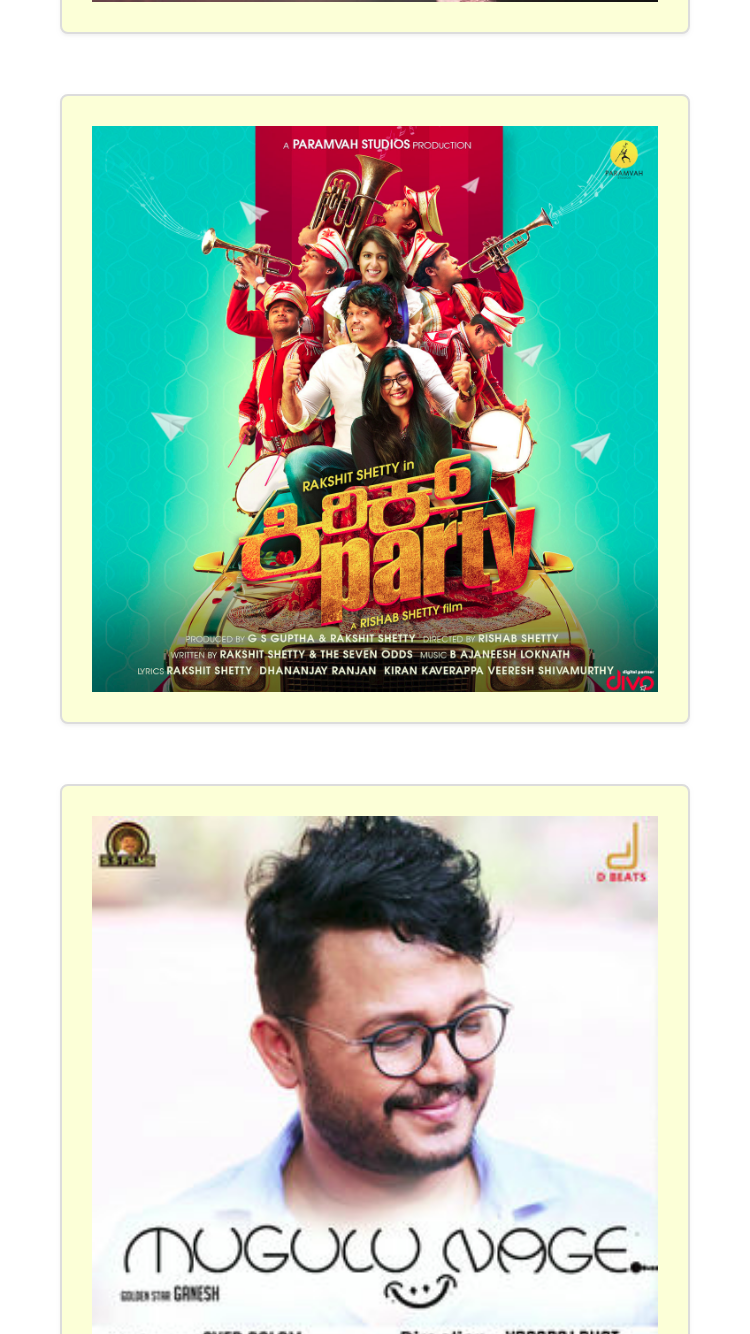 A PARAMVAH STUDIOS PRODUCTION
PARAMVAH
RAKSHIT SHETTY in
ಕಿರಿಕ್
party
A RISHAB SHETTY film
PRODUCED BY G S GUPTHA & RAKSHIT SHETTY DIRECTED BY RISHAB SHETTY
WRITTEN BY RAKSHIT SHETTY & THE SEVEN ODDS MUSIC B AJANEESH LOKNATH
LYRICS RAKSHIT SHETTY DHANANJAY RANJAN KIRAN KAVERAPPA VEERESH SHIVAMURTHY
digital partner
divo
S.S FILMS
D BEATS
MUGULU NAGE
GOLDEN STAR GANESH